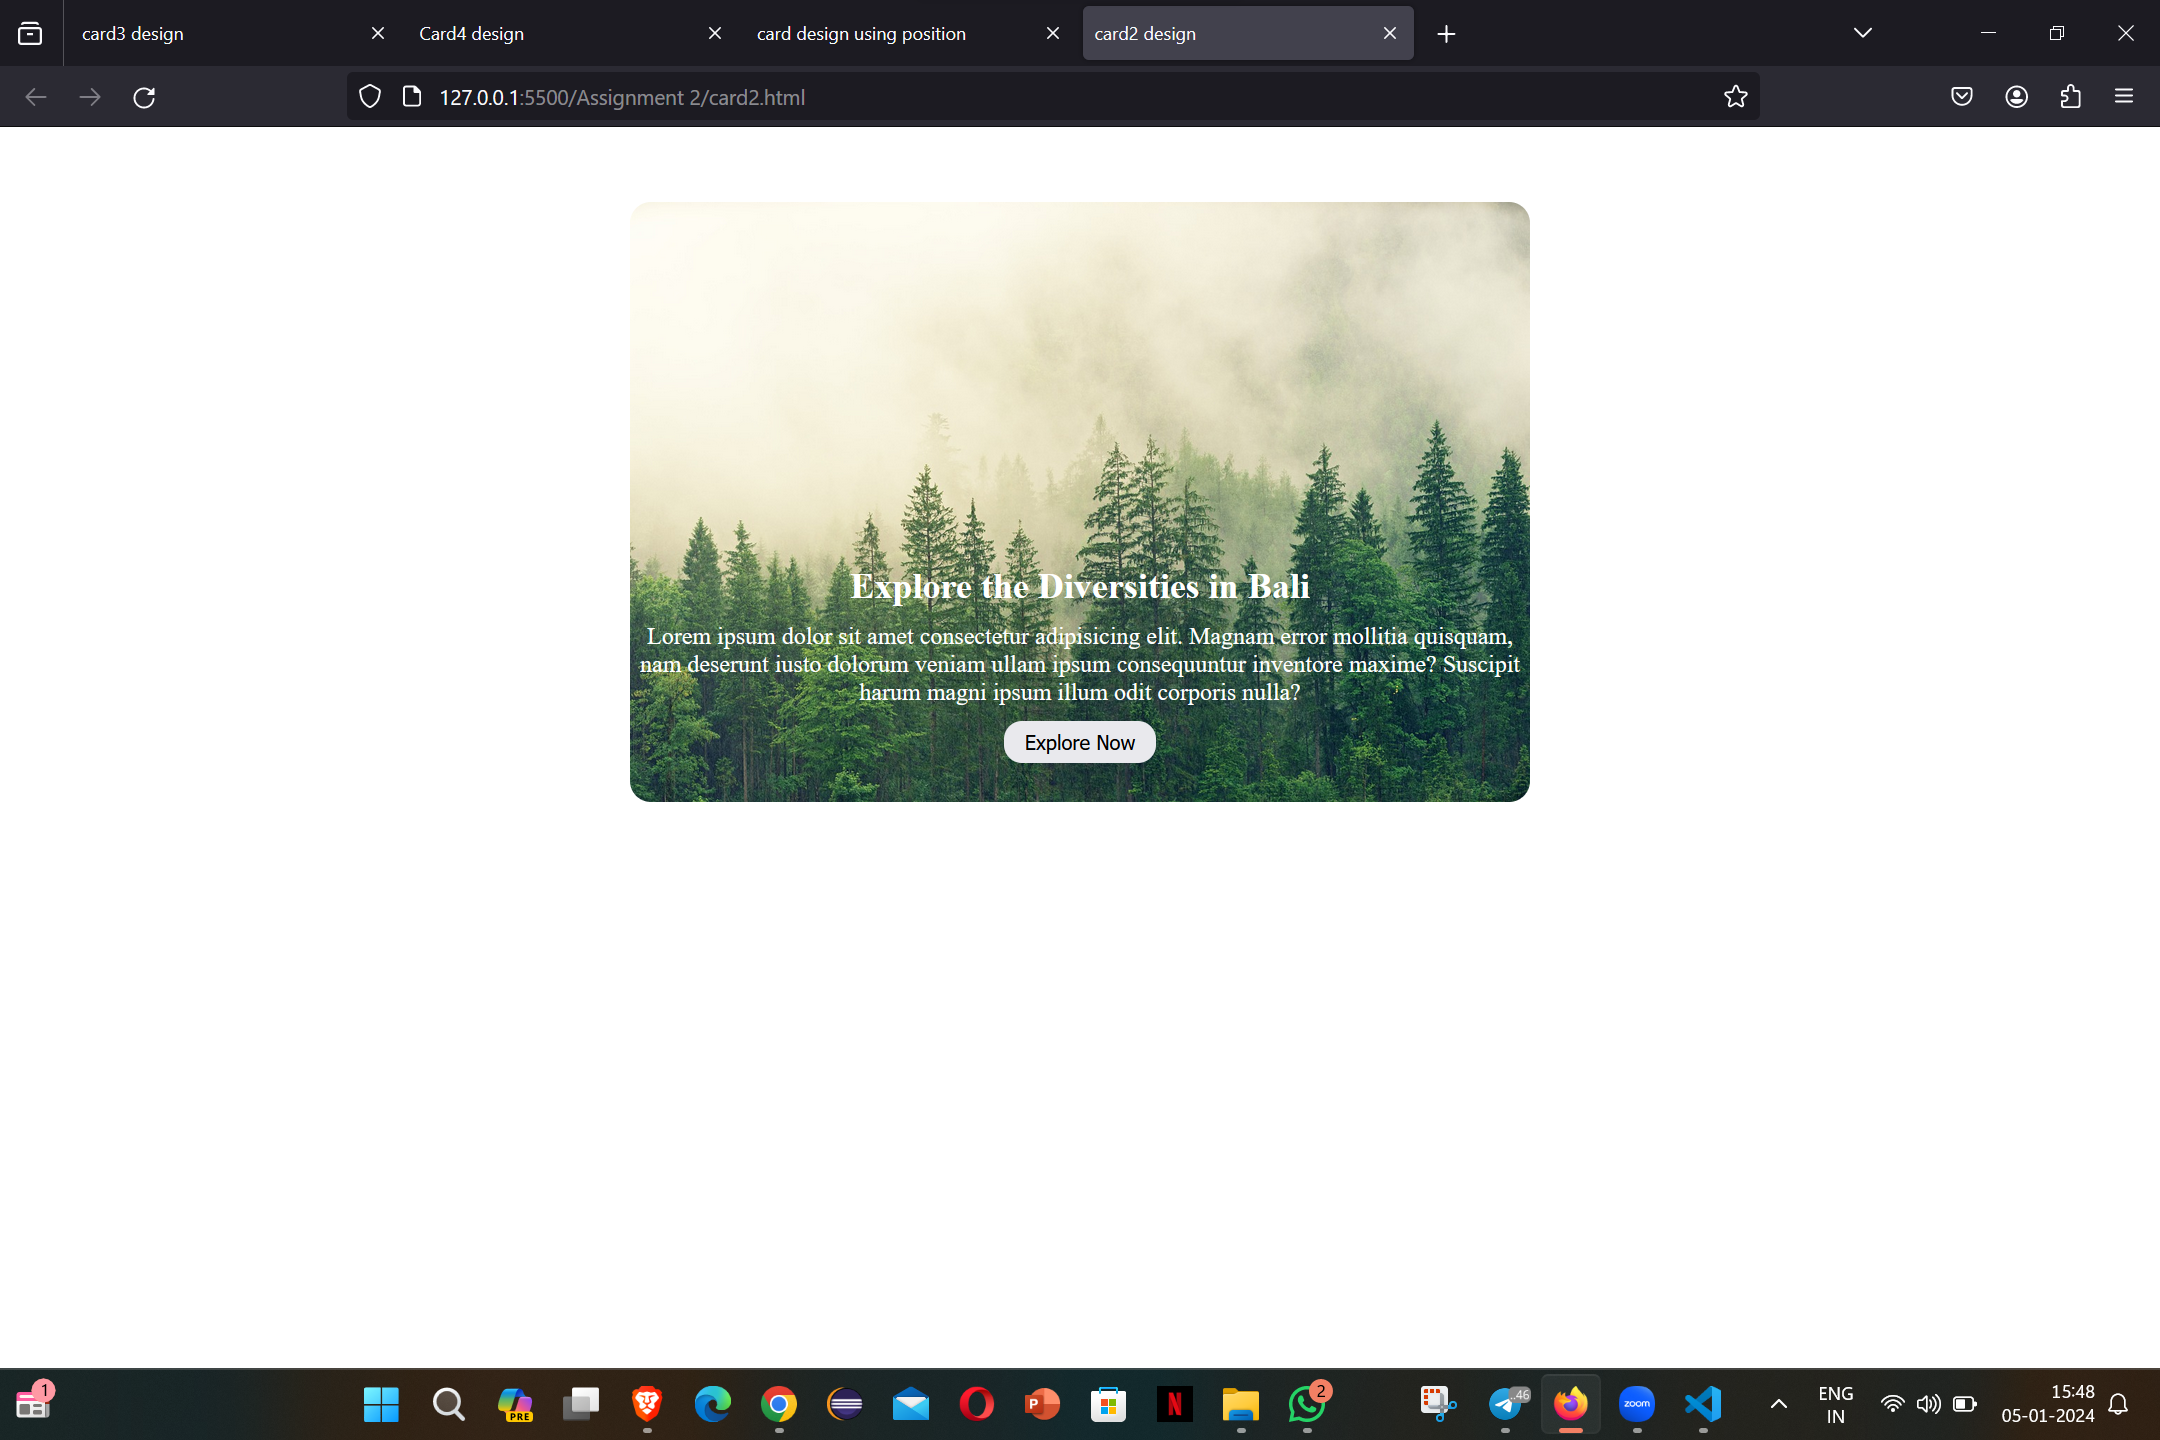 card3 design
Card4 design
card design using position
card2 design
127.0.0.1:5500/Assignment 2/card2.html
Explore the Diversities in Bali
Lorem ipsum dolor sit amet consectetur adipisicing elit. Magnam error mollitia quisquam,
nam deserunt iusto dolorum veniam ullam ipsum consequuntur inventore maxime? Suscipit
harum magni ipsum illum odit corporis nulla?
Explore Now
1
PRE
P
N
2
..46
zoom
ENG
IN
15:48
05-01-2024